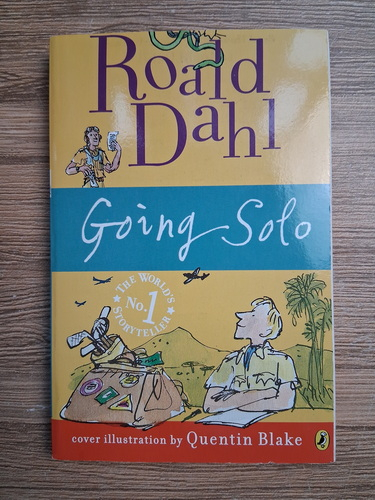 Roald
Dahl
Going Solo
THE WORLD'S
No.1
STORYTELLER
cover illustration by Quentin Blake